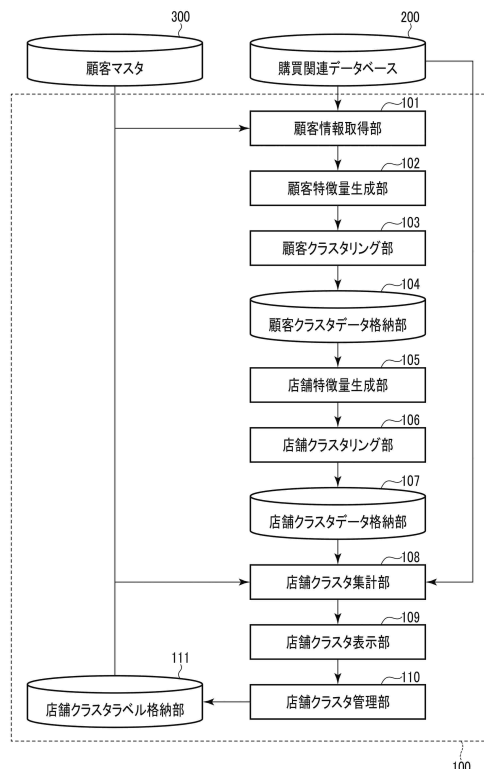 300
顧客マスタ
200
購買関連データベース
101
顧客情報取得部
102
顧客特徴量生成部
103
顧客クラスタリング部
104
顧客クラスタデータ格納部
105
店舗特徴量生成部
106
店舗クラスタリング部
107
店舗クラスタデータ格納部
108
店舗クラスタ集計部
109
店舗クラスタ表示部
111
店舗クラスタラベル格納部
110
店舗クラスタ管理部
100